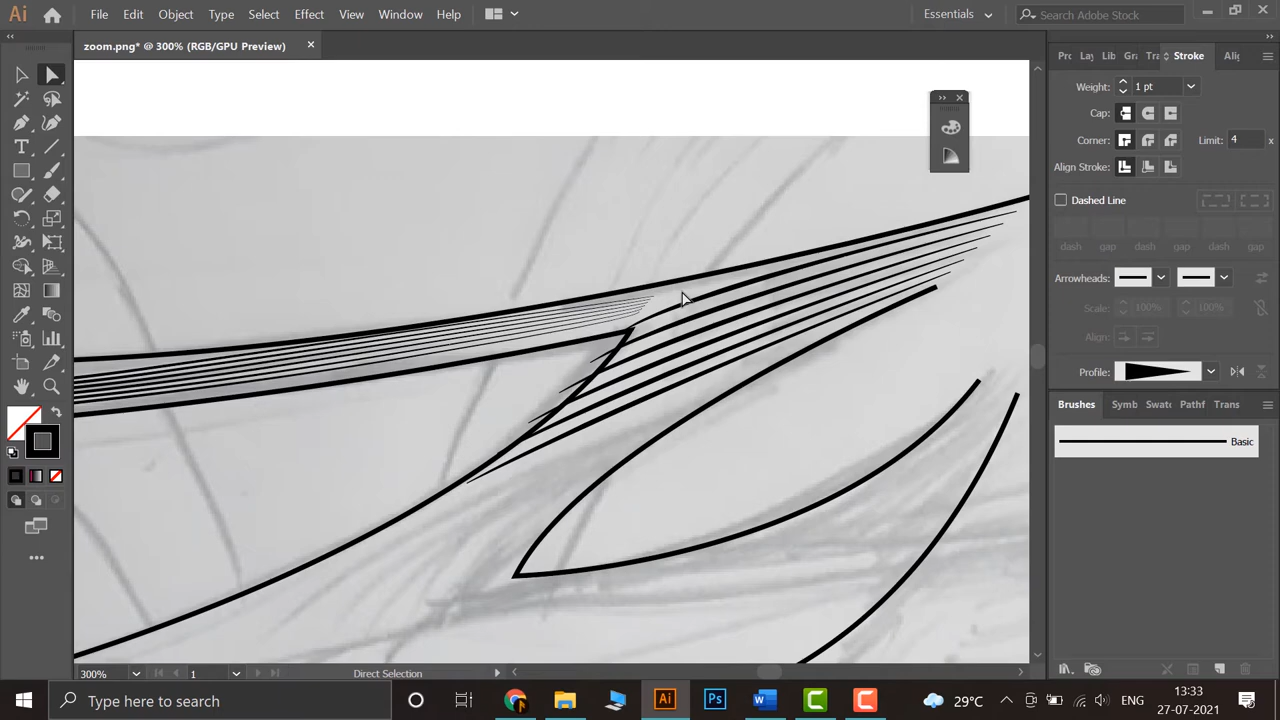 Ai File Edit Object Type Select Effect View Window Help Essentials Search Adobe Stock
zoom.png* @ 300% (RGB/GPU Preview)
Pro Lay Lib Gra Tra Stroke Alig
Weight: 1 pt
Cap:
Corner: Limit: 4 x
Align Stroke:
Dashed Line
dash gap dash gap dash gap
Arrowheads:
Scale: 100% 100%
Align:
Profile:
Brushes Symb Swatc Pathf Trans
Basic
300% 1 Direct Selection
Type here to search
Ai Ps W C C
29°C ENG
13:33
27-07-2021